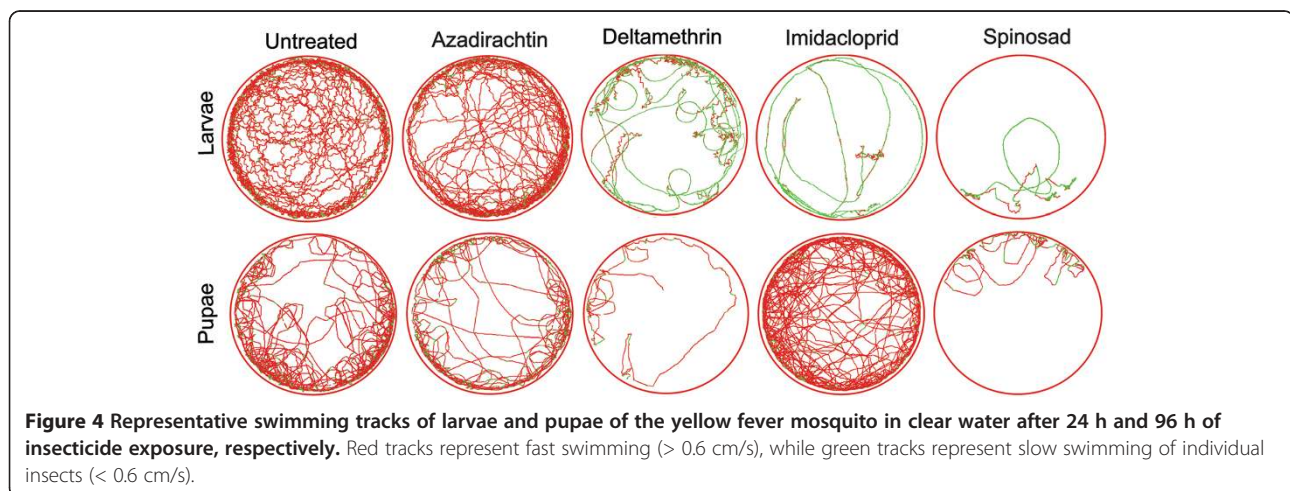 Untreated Azadirachtin Deltamethrin Imidacloprid Spinosad
Larvae
Pupae
Figure 4 Representative swimming tracks of larvae and pupae of the yellow fever mosquito in clear water after 24 h and 96 h of
insecticide exposure, respectively. Red tracks represent fast swimming (> 0.6 cm/s), while green tracks represent slow swimming of individual
insects (< 0.6 cm/s).